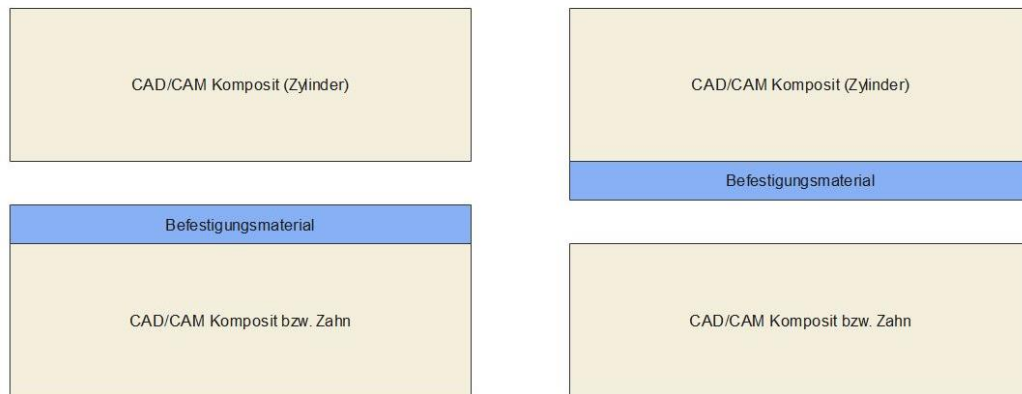 CAD/CAM Komposit (Zylinder)
Befestigungsmaterial
CAD/CAM Komposit bzw. Zahn
CAD/CAM Komposit (Zylinder)
Befestigungsmaterial
CAD/CAM Komposit bzw. Zahn